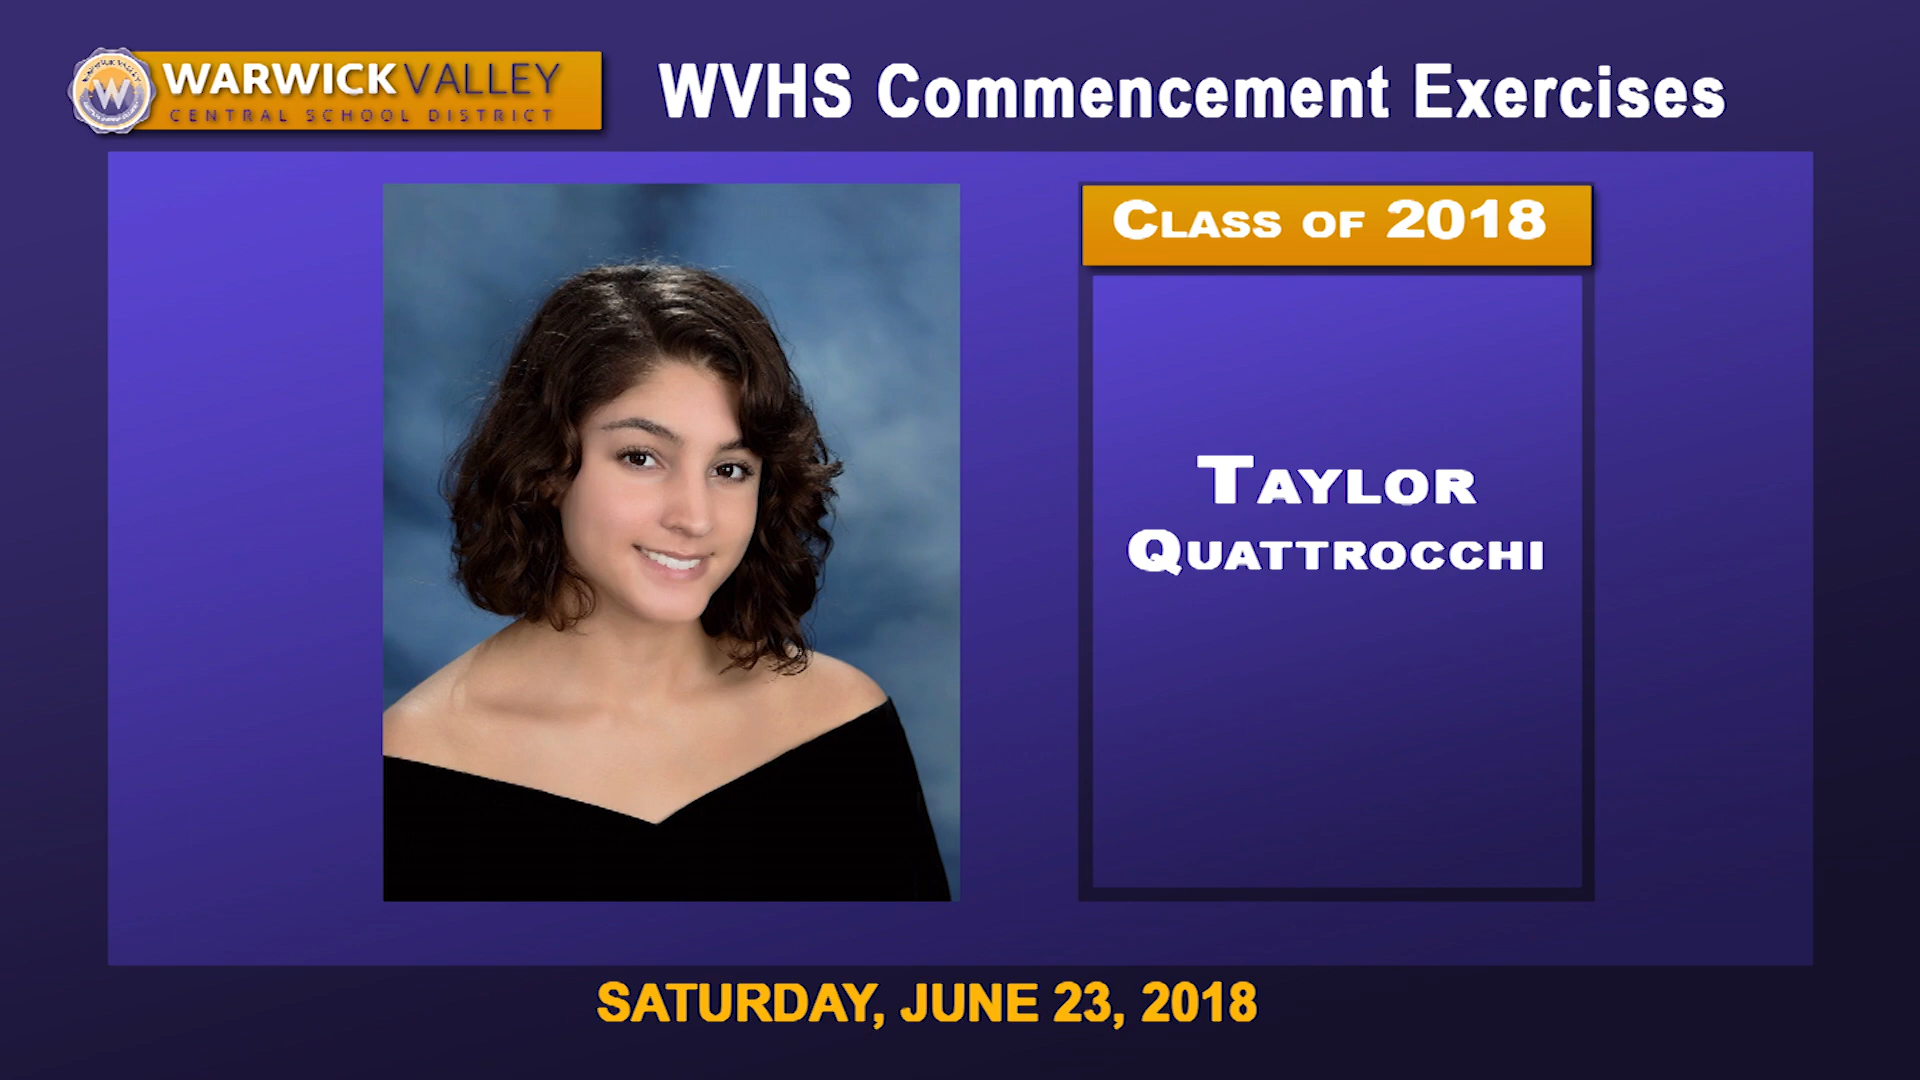 WARWICK VALLEY
CENTRAL SCHOOL DISTRICT
WVHS Commencement Exercises
CLASS OF 2018
TAYLOR
QUATTROCCHI
SATURDAY, JUNE 23, 2018